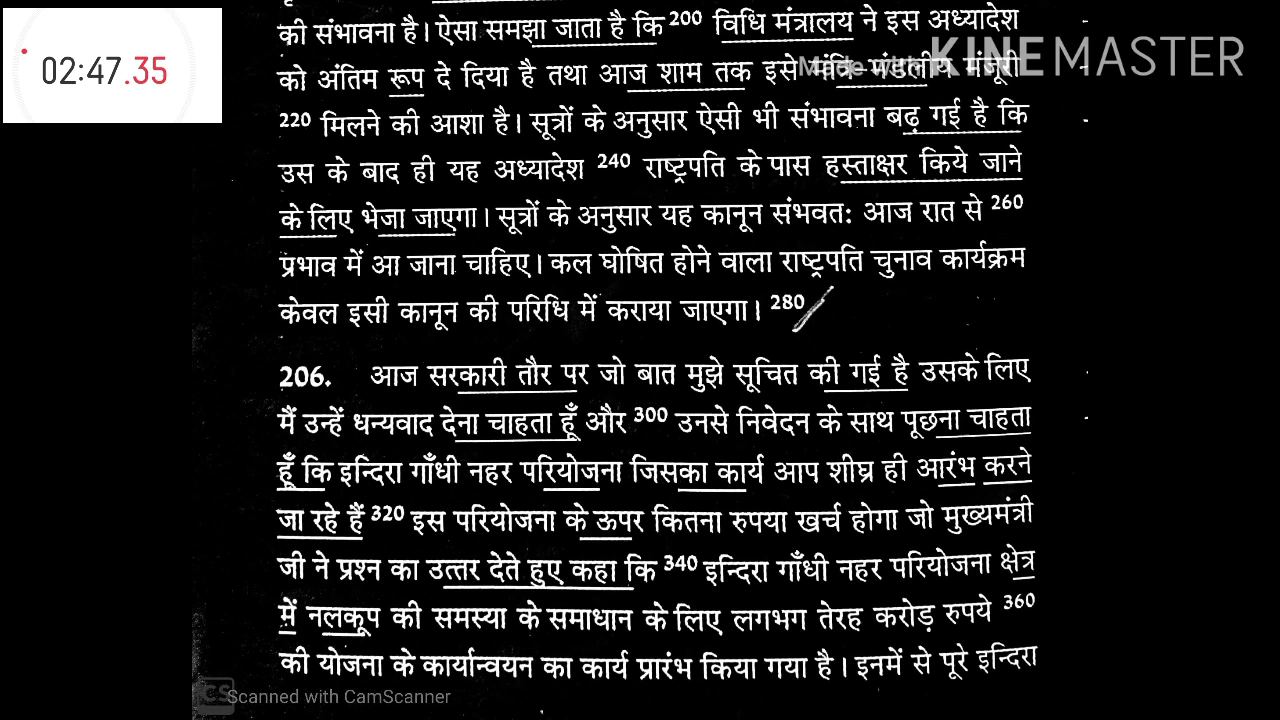 02:47.35
की संभावना है। ऐसा समझा जाता है कि 200 विधि मंत्रालय ने इस अध्यादेश
Made with KINEMASTER
को अंतिम रूप दे दिया है तथा आज शाम तक इसे मंत्रि-मंडलीय मंजूरी
220 मिलने की आशा है। सूत्रों के अनुसार ऐसी भी संभावना बढ़ गई है कि
उस के बाद ही यह अध्यादेश 240 राष्ट्रपति के पास हस्ताक्षर किये जाने
के लिए भेजा जाएगा। सूत्रों के अनुसार यह कानून संभवत: आज रात से 260
प्रभाव में आ जाना चाहिए। कल घोषित होने वाला राष्ट्रपति चुनाव कार्यक्रम
केवल इसी कानून की परिधि में कराया जाएगा। 280
206. आज सरकारी तौर पर जो बात मुझे सूचित की गई है उसके लिए
मैं उन्हें धन्यवाद देना चाहता हूँ और 300 उनसे निवेदन के साथ पूछना चाहता
हूँ कि इन्दिरा गाँधी नहर परियोजना जिसका कार्य आप शीघ्र ही आरंभ करने
जा रहे हैं 320 इस परियोजना के ऊपर कितना रुपया खर्च होगा जो मुख्यमंत्री
जी ने प्रश्न का उत्तर देते हुए कहा कि 340 इन्दिरा गाँधी नहर परियोजना क्षेत्र
में नलकूप की समस्या के समाधान के लिए लगभग तेरह करोड़ रुपये 360
की योजना के कार्यान्वयन का कार्य प्रारंभ किया गया है। इनमें से पूरे इन्दिरा
CS Scanned with CamScanner